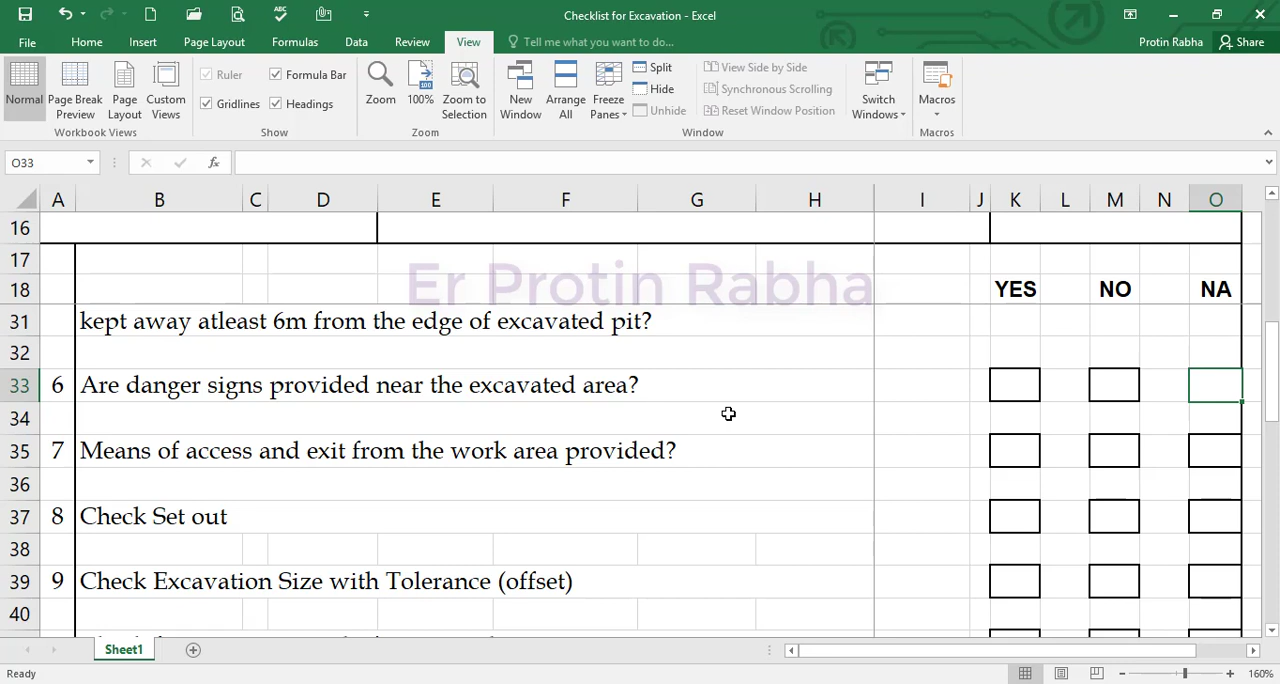 Checklist for Excavation - Excel
File Home Insert Page Layout Formulas Data Review View Tell me what you want to do... Protin Rabha Share
Normal Page Break Preview Page Layout Custom Views
Workbook Views
Ruler Formula Bar
Gridlines Headings
Show
Zoom 100% Zoom to Selection
Zoom
New Window Arrange All Freeze Panes
Split
Hide
Unhide
View Side by Side
Synchronous Scrolling
Reset Window Position
Switch Windows
Window
Macros
Macros
O33 fx
A B C D E F G H I J K L M N O
16
17
Er Protin Rabha
18 YES NO NA
31 kept away atleast 6m from the edge of excavated pit?
32
33 6 Are danger signs provided near the excavated area?
34
35 7 Means of access and exit from the work area provided?
36
37 8 Check Set out
38
39 9 Check Excavation Size with Tolerance (offset)
40
Sheet1
Ready 160%